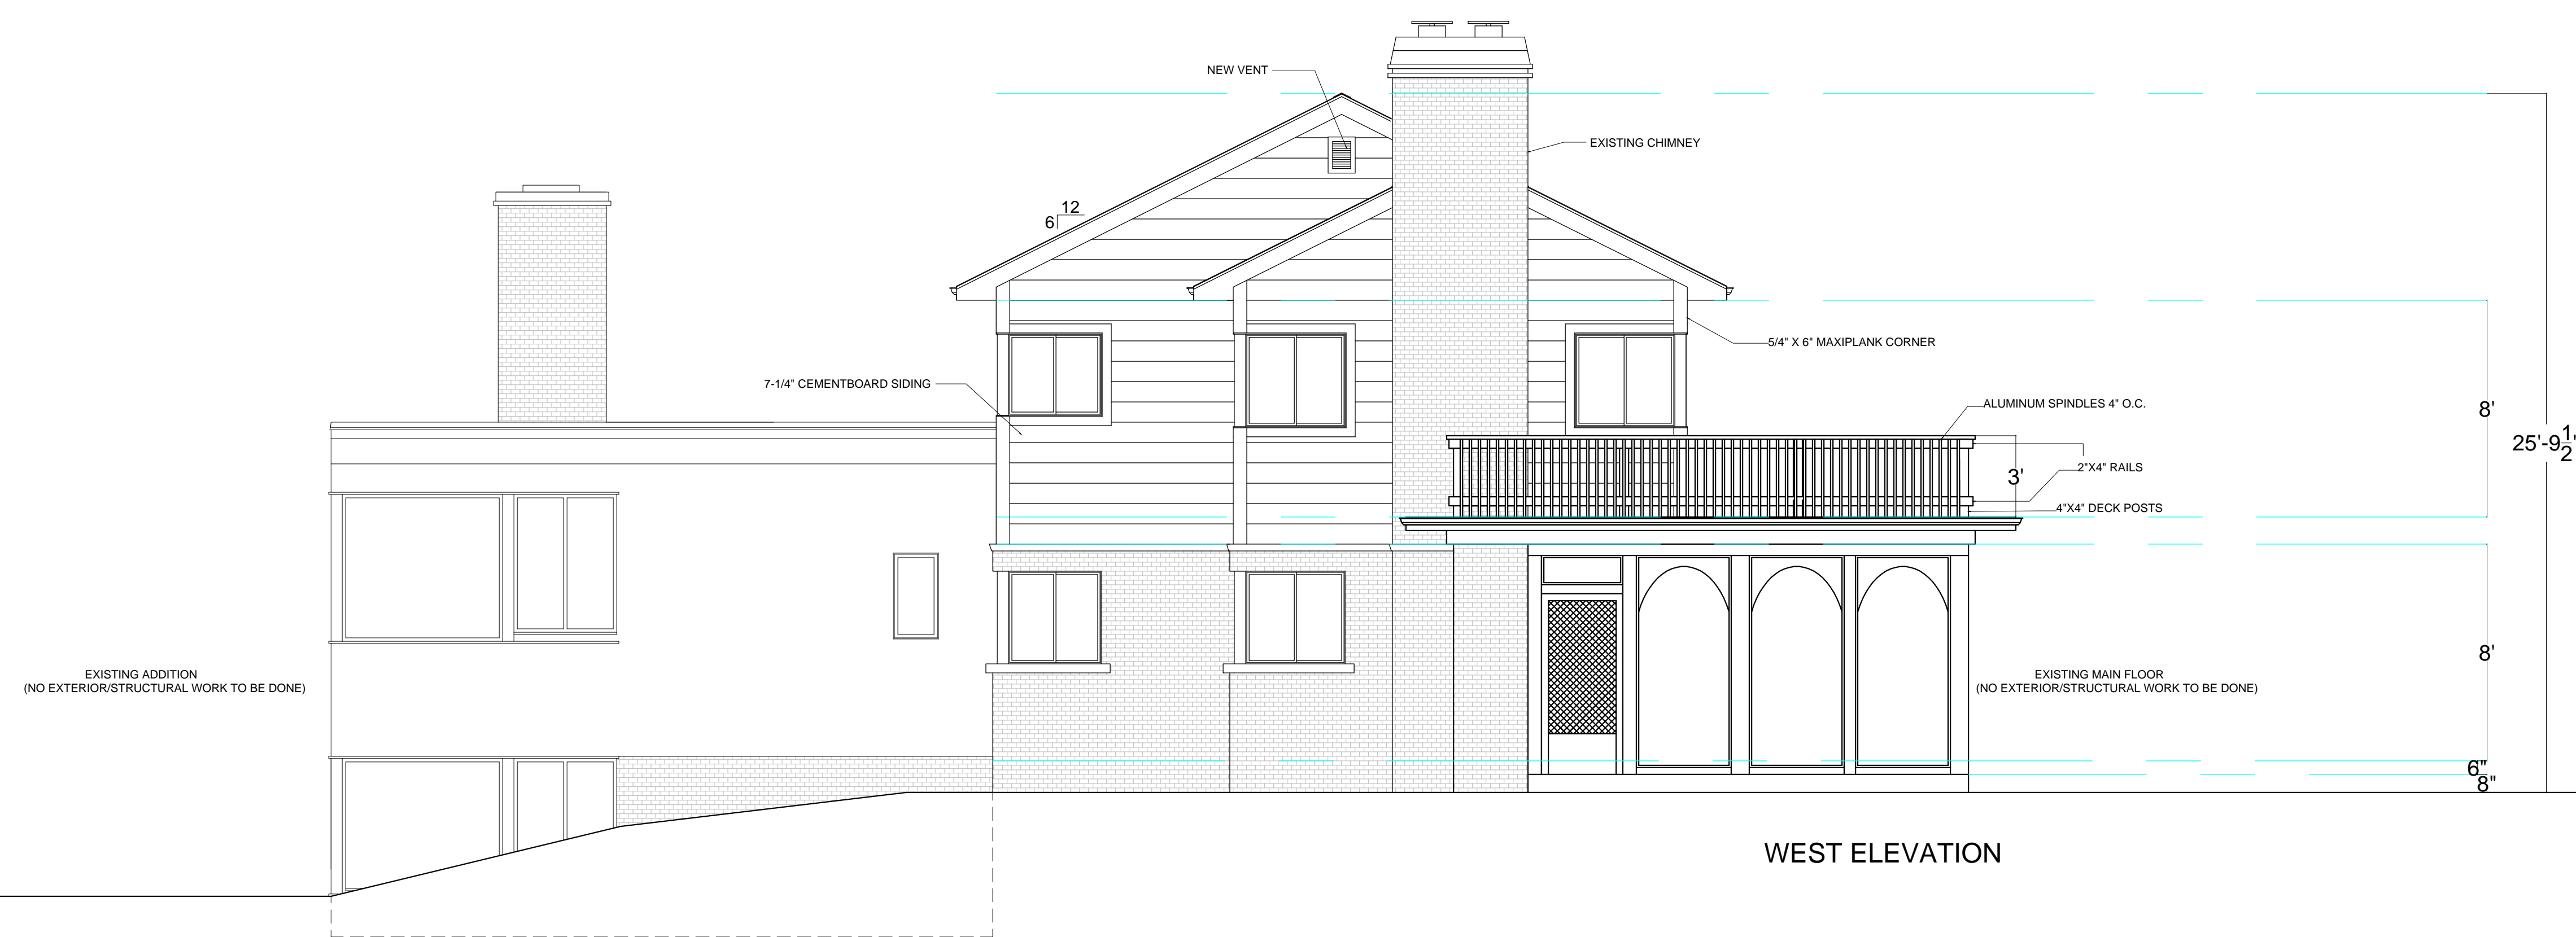 NEW VENT
EXISTING CHIMNEY
12
6
5/4" X 6" MAXIPLANK CORNER
7-1/4" CEMENTBOARD SIDING
ALUMINUM SPINDLES 4" O.C.
8'
25'-9 1/2"
2"X4" RAILS
3'
4"X4" DECK POSTS
8'
EXISTING ADDITION
(NO EXTERIOR/STRUCTURAL WORK TO BE DONE)
EXISTING MAIN FLOOR
(NO EXTERIOR/STRUCTURAL WORK TO BE DONE)
6"
8"
WEST ELEVATION